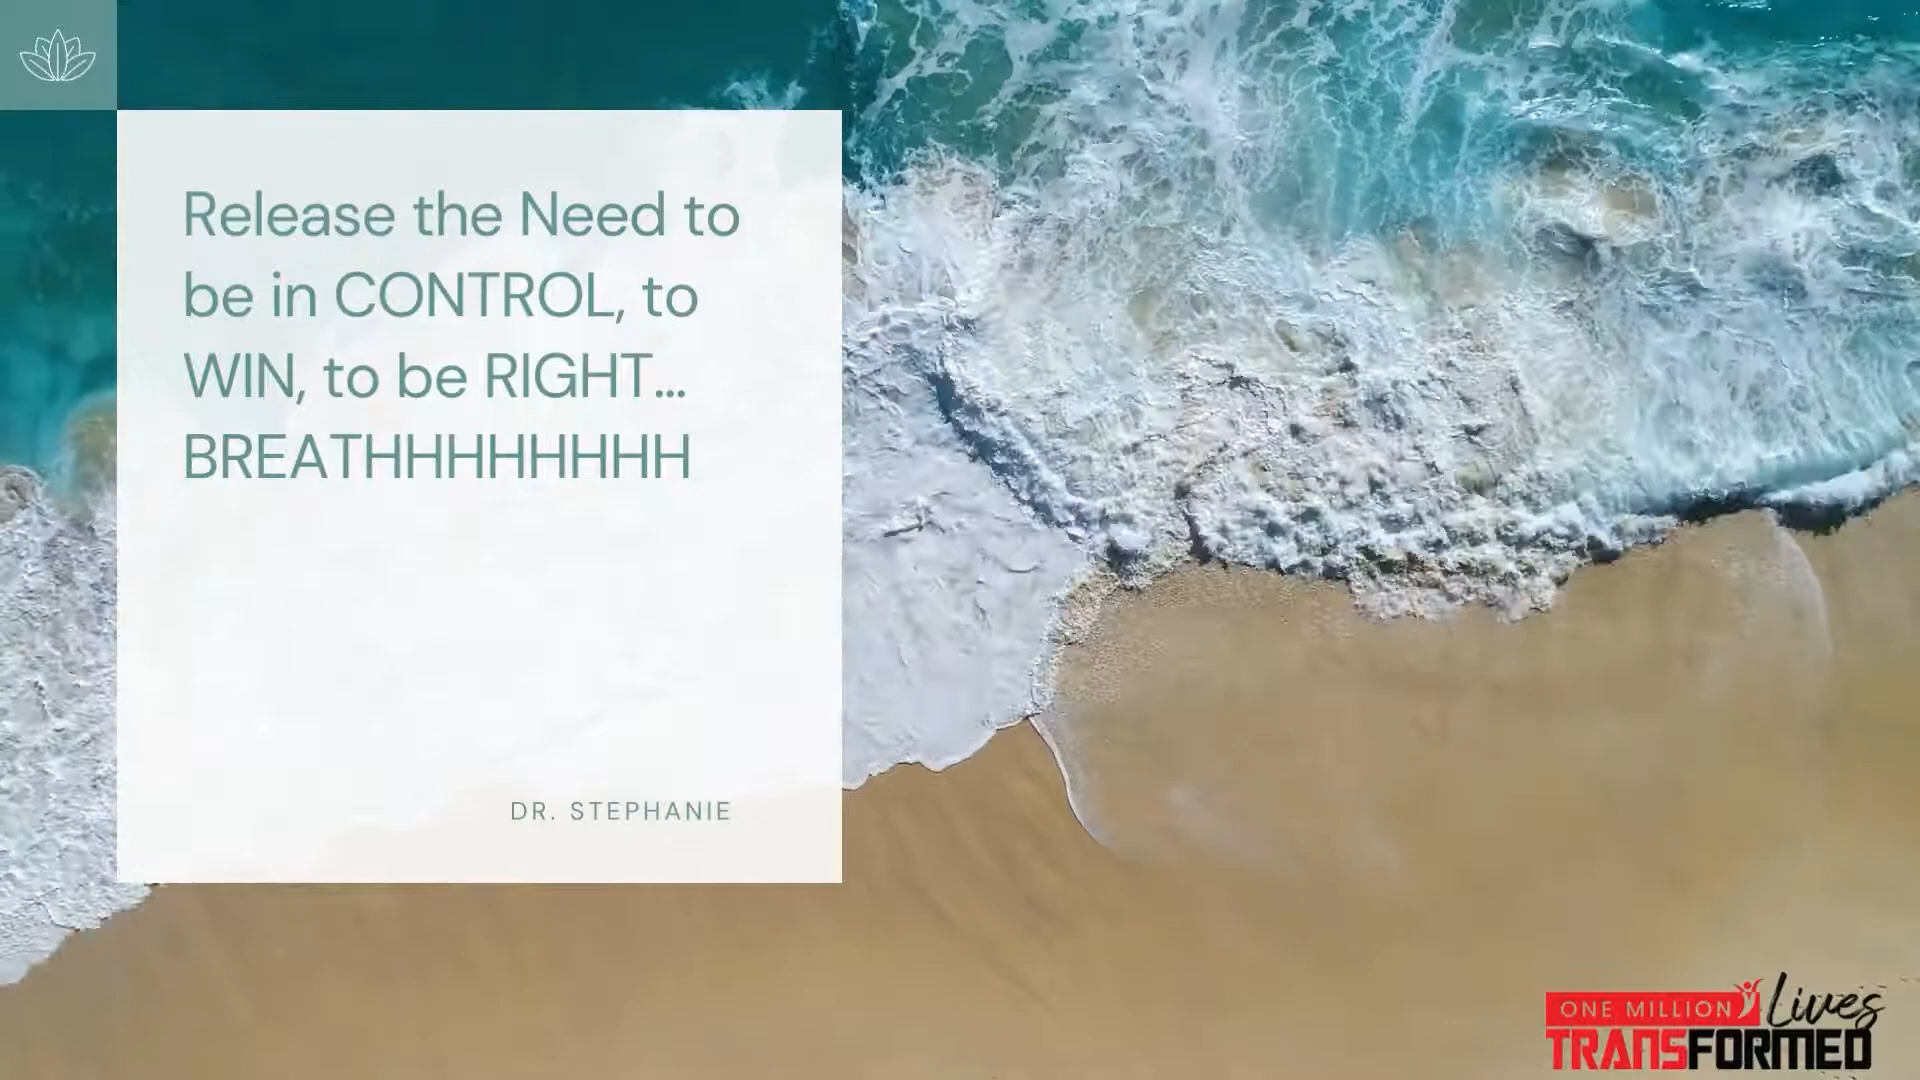 Release the Need to
be in CONTROL, to
WIN, to be RIGHT...
BREATHHHHHHHH
DR. STEPHANIE
ONE MILLION Lives
TRANSFORMED